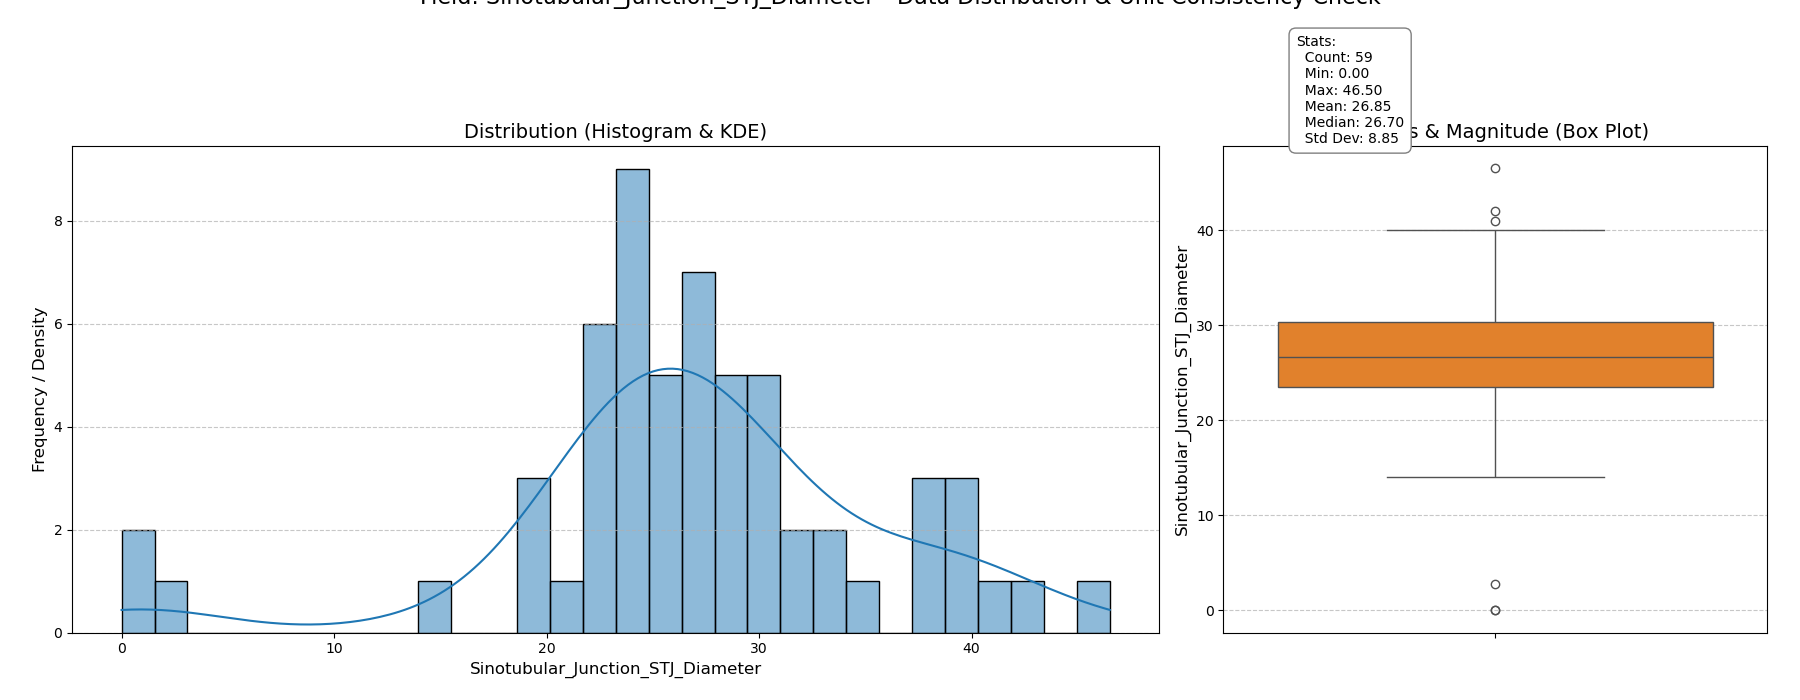 Field: Sinotubular_Junction_STJ_Diameter - Data Distribution & Unit Consistency Check
Stats:
Count: 59
Min: 0.00
Max: 46.50
Mean: 26.85
Median: 26.70
Std Dev: 8.85
Distribution (Histogram & KDE)
s & Magnitude (Box Plot)
Frequency / Density
8
6
4
2
0
0
10
20
30
40
Sinotubular_Junction_STJ_Diameter
Sinotubular_Junction_STJ_Diameter
40
30
20
10
0